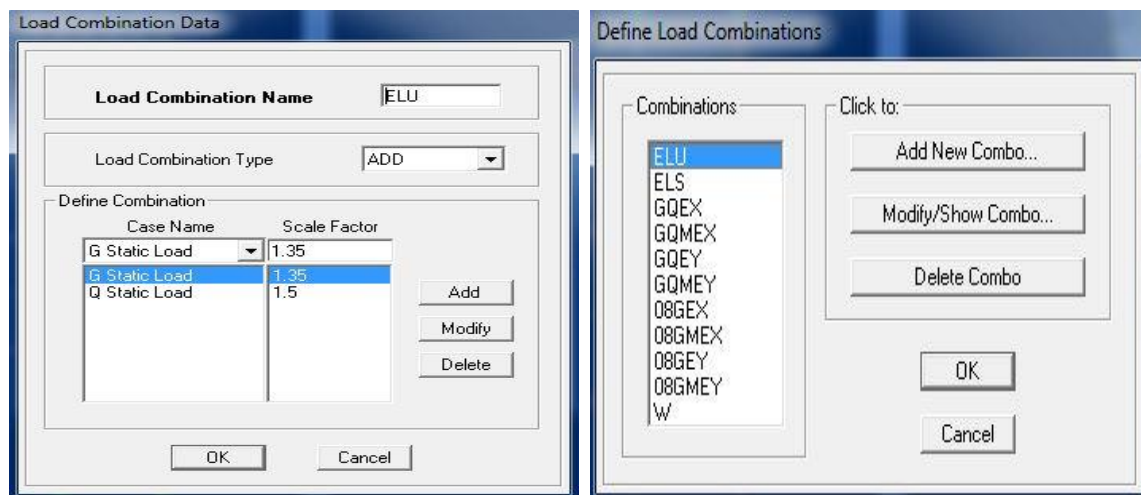 Load Combination Data
Load Combination Name ELU
Load Combination Type ADD
Define Combination
Case Name Scale Factor
G Static Load 1.35
G Static Load 1.35
Q Static Load 1.5
Add
Modify
Delete
OK Cancel
Define Load Combinations
Combinations
ELU
ELS
GQEX
GQMEX
GQEY
GQMEY
08GEX
08GMEX
08GEY
08GMEY
W
Click to:
Add New Combo...
Modify/Show Combo...
Delete Combo
OK
Cancel